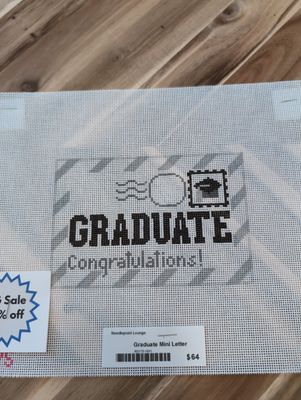 GRADUATE
Congratulations!
Sale
% off
Needlepoint Lounge
Graduate Mini Letter
$64